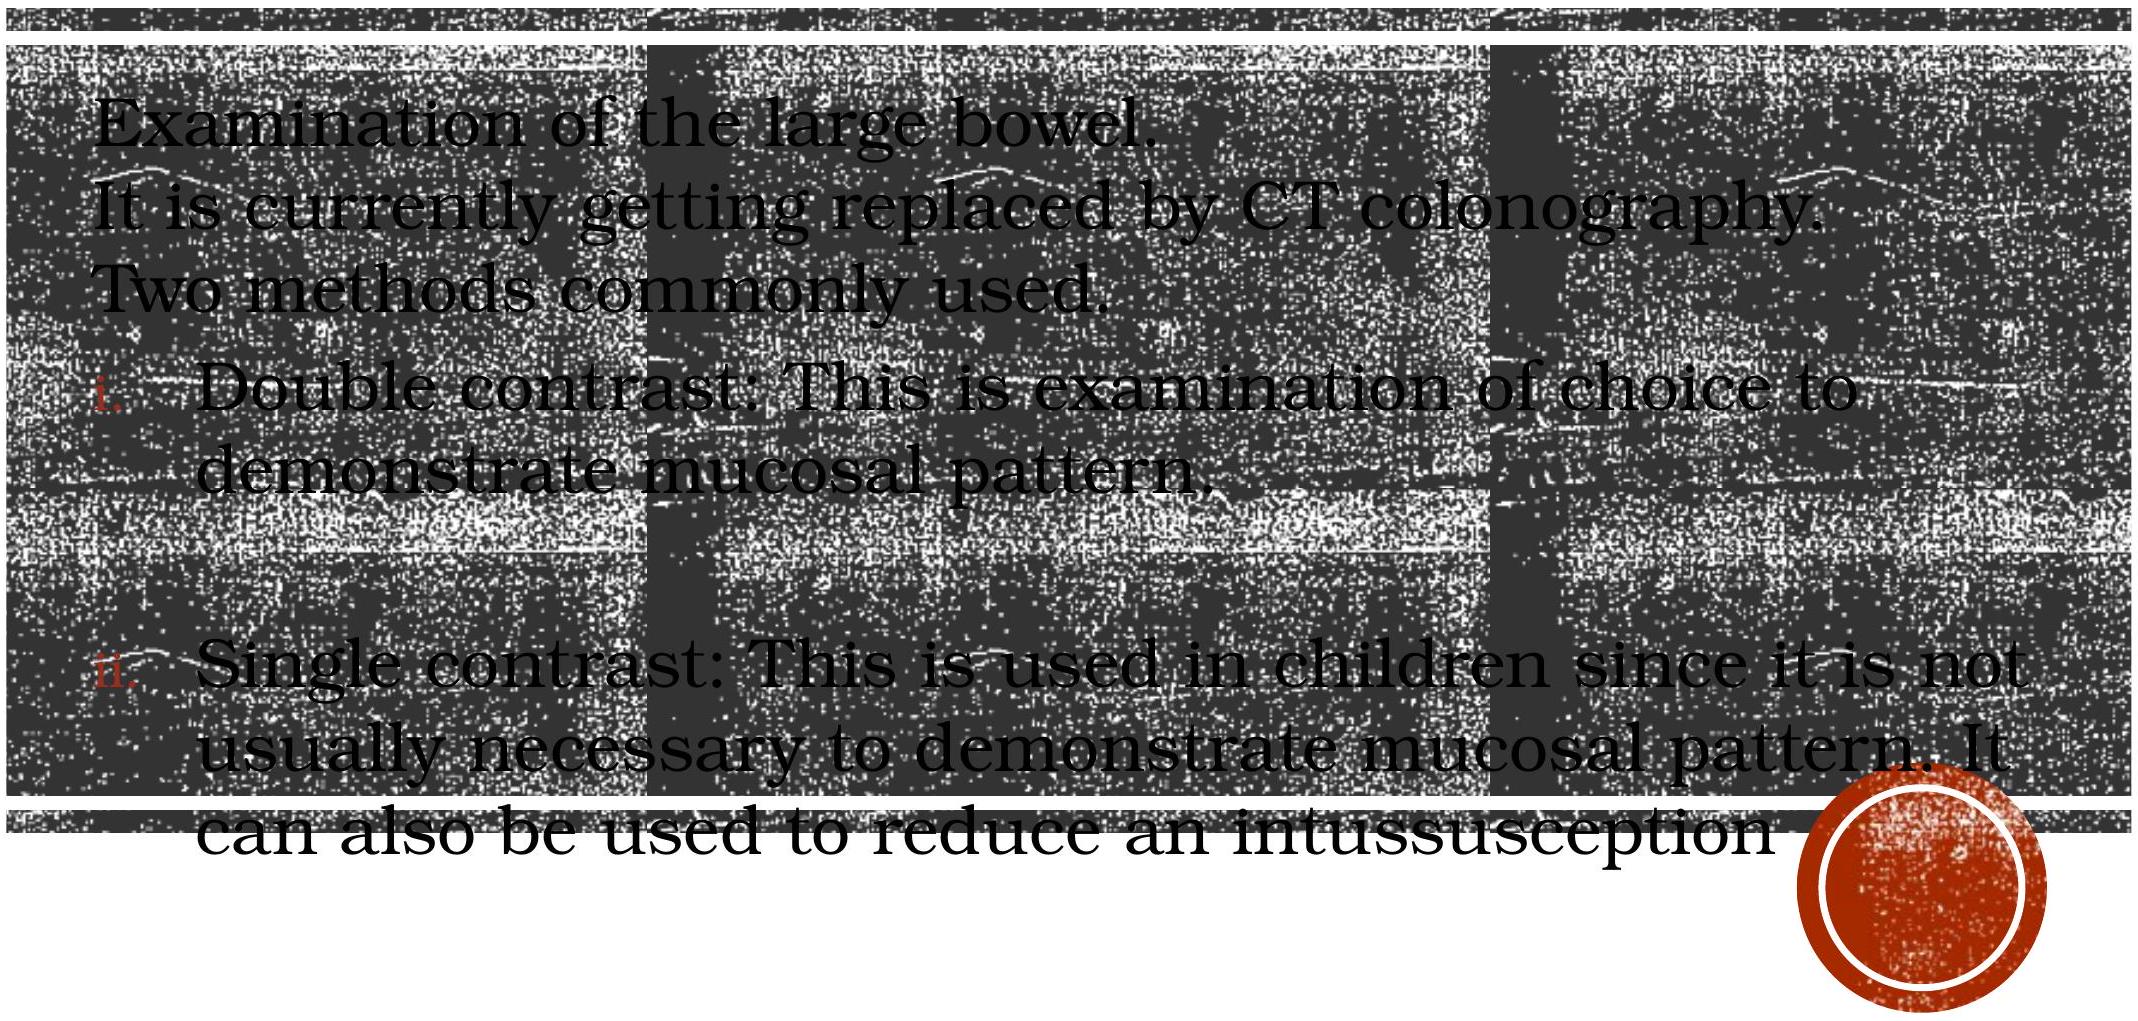 Examination of the large bowel.
It is currently getting replaced by CT colonography.
Two methods commonly used.
i. Double contrast: This is examination of choice to
demonstrate mucosal pattern.
ii. Single contrast: This is used in children since it is not
usually necessary to demonstrate mucosal pattern. It
can also be used to reduce an intussusception